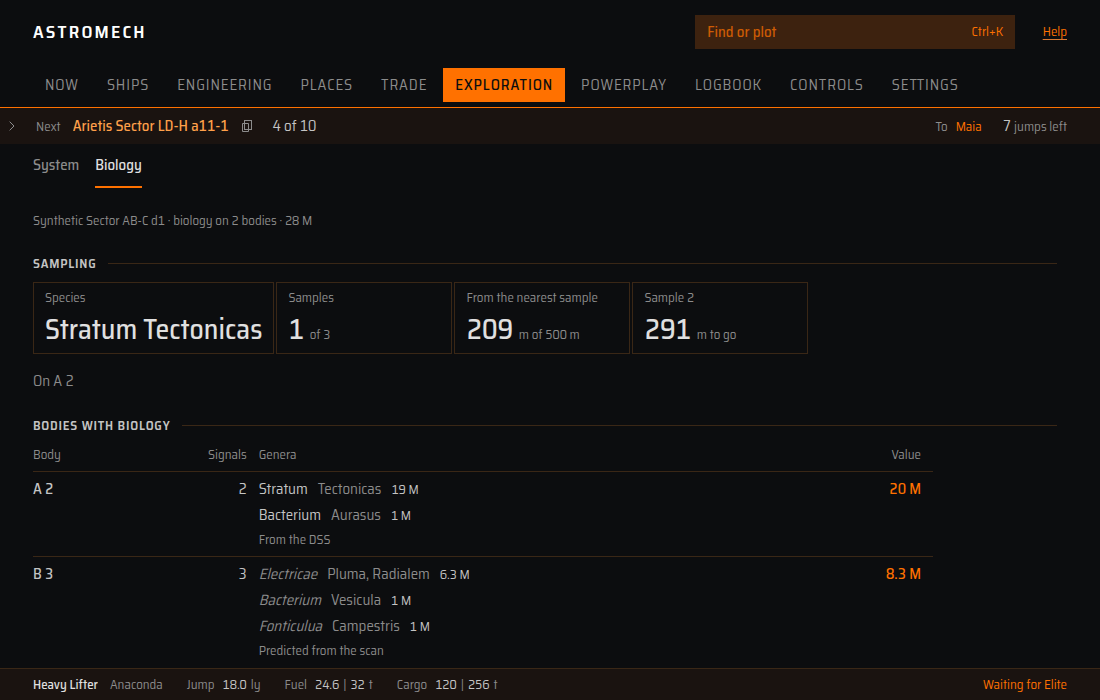 ASTROMECH
Find or plot Ctrl+K
Help
NOW SHIPS ENGINEERING PLACES TRADE EXPLORATION POWERPLAY LOGBOOK CONTROLS SETTINGS
Next Arietis Sector LD-H a11-1 4 of 10 To Maia 7 jumps left
System Biology
Synthetic Sector AB-C d1 · biology on 2 bodies · 28 M
SAMPLING
Species Samples From the nearest sample Sample 2
Stratum Tectonicas 1 of 3 209 m of 500 m 291 m to go
On A 2
BODIES WITH BIOLOGY
Body Signals Genera Value
A 2 2 Stratum Tectonicas 19 M 20 M
Bacterium Aurasus 1 M
From the DSS
B 3 3 Electricae Pluma, Radialem 6.3 M 8.3 M
Bacterium Vesicula 1 M
Fonticulua Campestris 1 M
Predicted from the scan
Heavy Lifter Anaconda Jump 18.0 ly Fuel 24.6 | 32 t Cargo 120 | 256 t Waiting for Elite